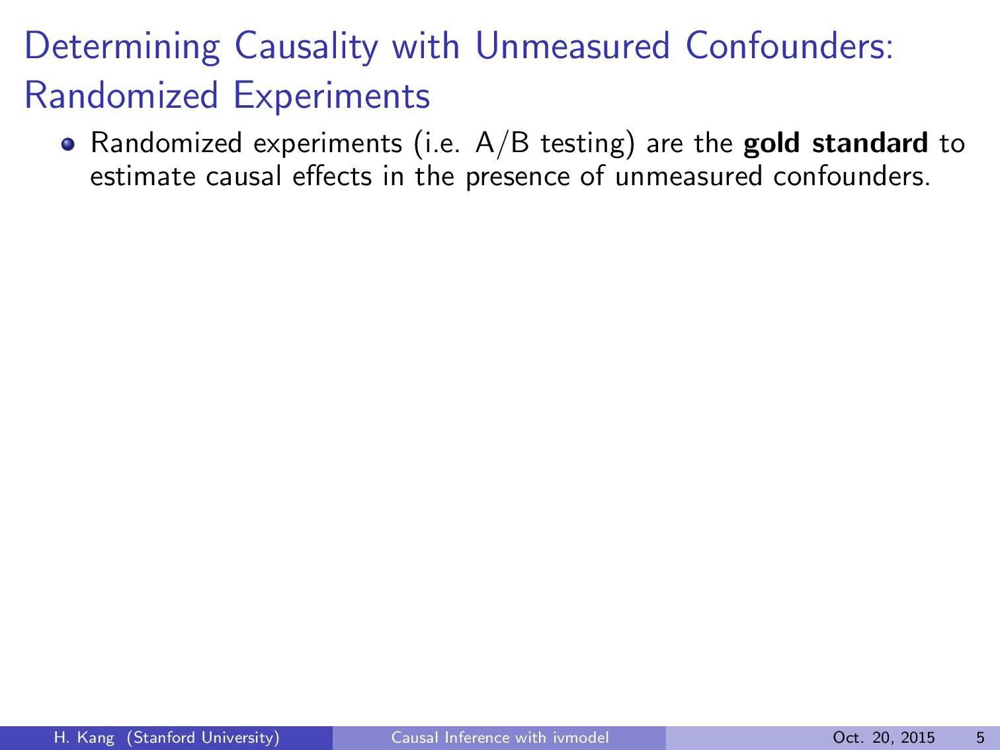 Determining Causality with Unmeasured Confounders:
Randomized Experiments
Randomized experiments (i.e. A/B testing) are the gold standard to
estimate causal effects in the presence of unmeasured confounders.
H. Kang (Stanford University)
Causal Inference with ivmodel
Oct. 20, 2015
5